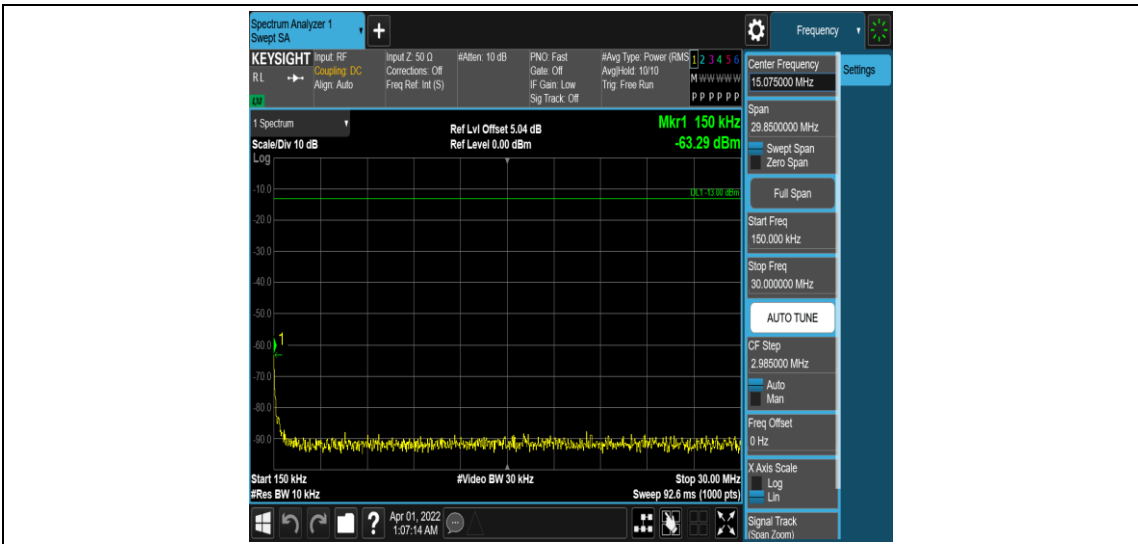 Spectrum Analyzer 1
Swept SA
+
Frequency
KEYSIGHT
RL
LXI
Input: RF
Coupling: DC
Align: Auto
Input Z: 50 Ω
Corrections: Off
Freq Ref: Int (S)
#Atten: 10 dB
PNO: Fast
Gate: Off
IF Gain: Low
Sig Track: Off
#Avg Type: Power (RMS
Avg|Hold: 10/10
Trig: Free Run
1 2 3 4 5 6
M W W W W W
P P P P P P
1 Spectrum
Scale/Div 10 dB
Log
Ref Lvl Offset 5.04 dB
Ref Level 0.00 dBm
Mkr1 150 kHz
-63.29 dBm
DL1 -13.00 dBm
-10.0
-20.0
-30.0
-40.0
-50.0
-60.0
-70.0
-80.0
-90.0
1
Start 150 kHz
#Res BW 10 kHz
#Video BW 30 kHz
Stop 30.00 MHz
Sweep 92.6 ms (1000 pts)
?
Apr 01, 2022
1:07:14 AM
Center Frequency
15.075000 MHz
Settings
Span
29.8500000 MHz
Swept Span
Zero Span
Full Span
Start Freq
150.000 kHz
Stop Freq
30.000000 MHz
AUTO TUNE
CF Step
2.985000 MHz
Auto
Man
Freq Offset
0 Hz
X Axis Scale
Log
Lin
Signal Track
(Span Zoom)